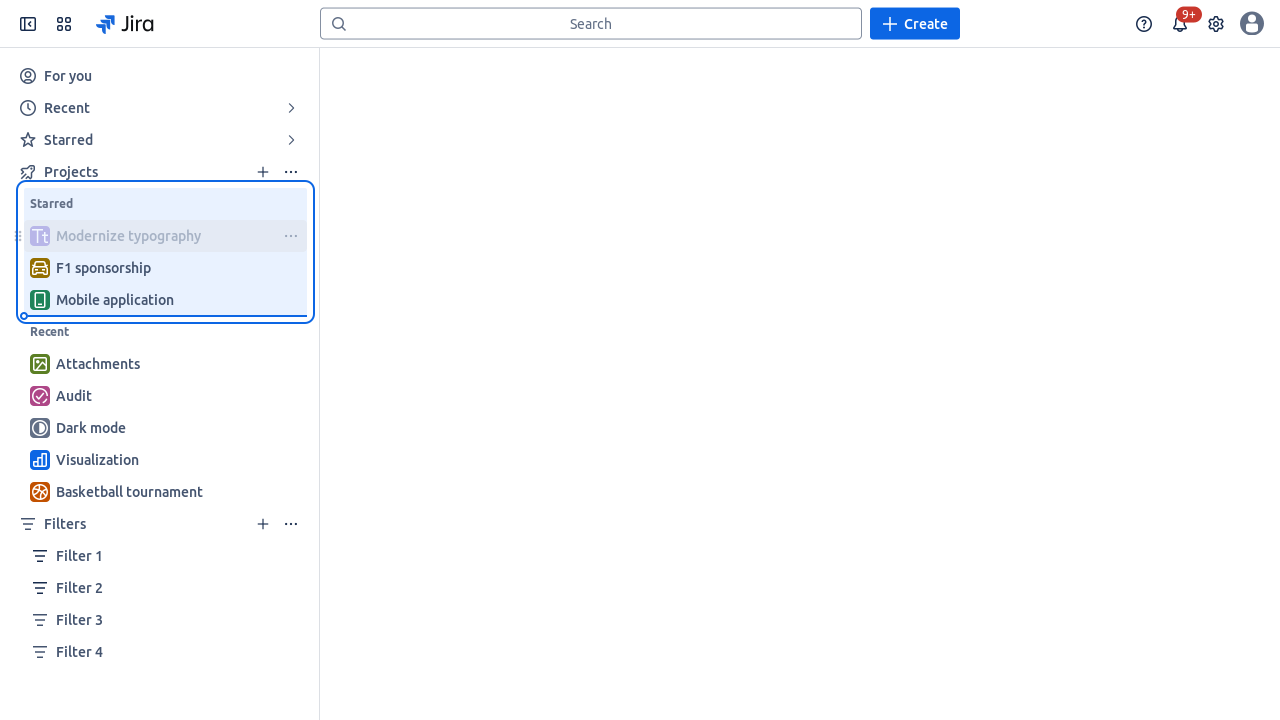 Jira
Search
Create
9+
For you
Recent
Starred
Projects
Starred
Tt Modernize typography
F1 sponsorship
Mobile application
Recent
Attachments
Audit
Dark mode
Visualization
Basketball tournament
Filters
Filter 1
Filter 2
Filter 3
Filter 4